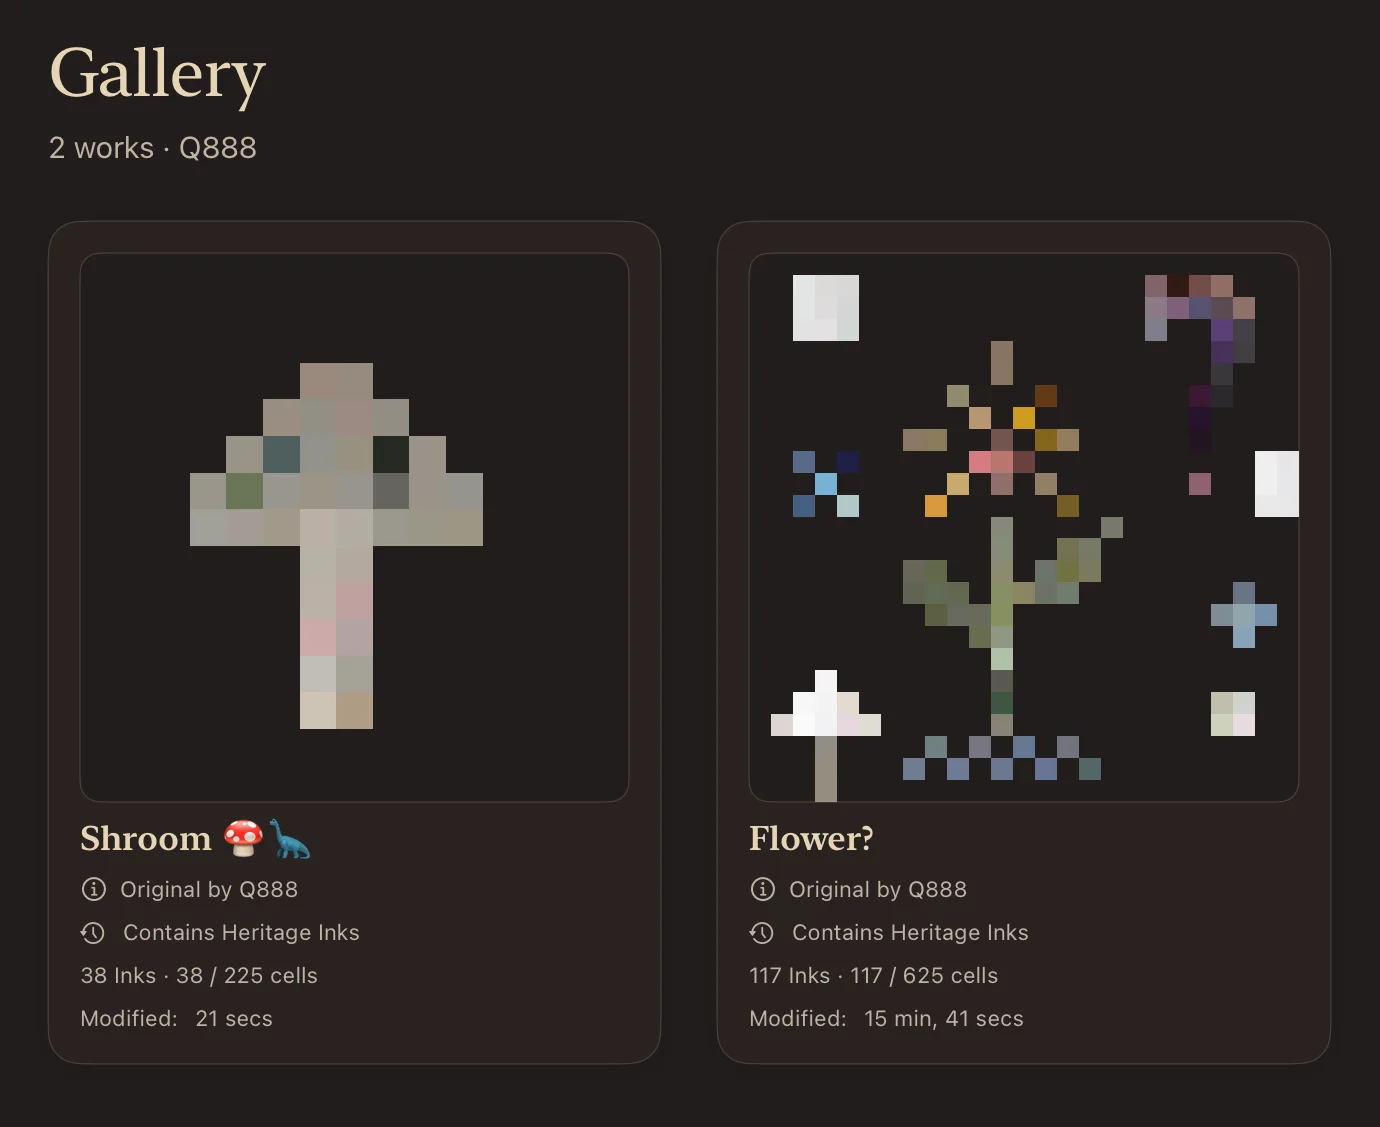 Gallery
2 works · Q888
Shroom 🍄🦕
Original by Q888
Contains Heritage Inks
38 Inks · 38 / 225 cells
Modified: 21 secs
Flower?
Original by Q888
Contains Heritage Inks
117 Inks · 117 / 625 cells
Modified: 15 min, 41 secs